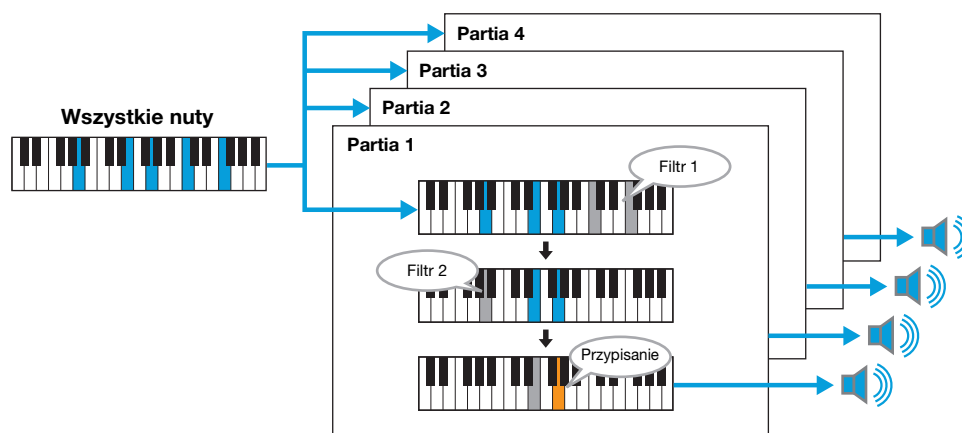 Partia 4
Partia 3
Partia 2
Partia 1
Wszystkie nuty
Filtr 1
Filtr 2
Przypisanie